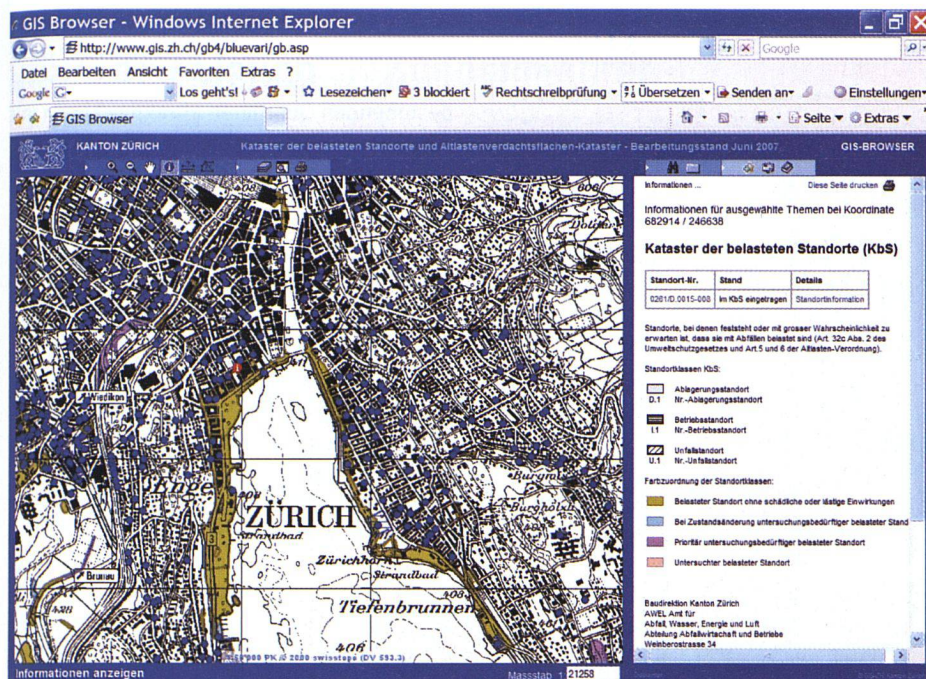 GIS Browser - Windows Internet Explorer
http://www.gis.zh.ch/gb4/bluevari/gb.asp
Google
Datei Bearbeiten Ansicht Favoriten Extras ?
Google G Los geht's! Lesezeichen 3 blockiert Rechtschreibprüfung Übersetzen Senden an Einstellungen
GIS Browser
Seite Extras
KANTON ZÜRICH
Kataster der belasteten Standorte und Altlastenverdachtsflächen-Kataster - Bearbeitungsstand Juni 2007
GIS-BROWSER
Informationen ...
Diese Seite drucken
Informationen für ausgewählte Themen bei Koordinate
682914 / 246638
Kataster der belasteten Standorte (KbS)
Standort-Nr. Stand Details
0261/D.0015-000 Im KbS eingetragen Standortinformation
Standorte, bei denen feststeht oder mit grosser Wahrscheinlichkeit zu
erwarten ist, dass sie mit Abfällen belastet sind (Art. 32c Abs. 2 des
Umweltschutzgesetzes und Art.5 und 6 der Altlasten-Verordnung).
Standortklassen KbS:
Ablagerungsstandort
D.1 Nr.-Ablagerungsstandort
Betriebsstandort
I.1 Nr.-Betriebsstandort
Unfallstandort
U.1 Nr.-Unfallstandort
Farbzuordnung der Standortklassen:
Belasteter Standort ohne schädliche oder lästige Einwirkungen
Bei Zustandsänderung untersuchungsbedürftiger belasteter Stand
Prioritär untersuchungsbedürftiger belasteter Standort
Untersuchter belasteter Standort
Baudirektion Kanton Zürich
AWEL Amt für
Abfall, Wasser, Energie und Luft
Abteilung Abfallwirtschaft und Betriebe
Weinbergstrasse 34
606
Dolder
Wiedikon
Enge
ZÜRICH
Strandbad
Burghölzli
Zürichhorn
Strandbad
Tiefenbrunnen
Brunau
428
409
408
406
3
Informationen anzeigen
Massstab 1: 21258